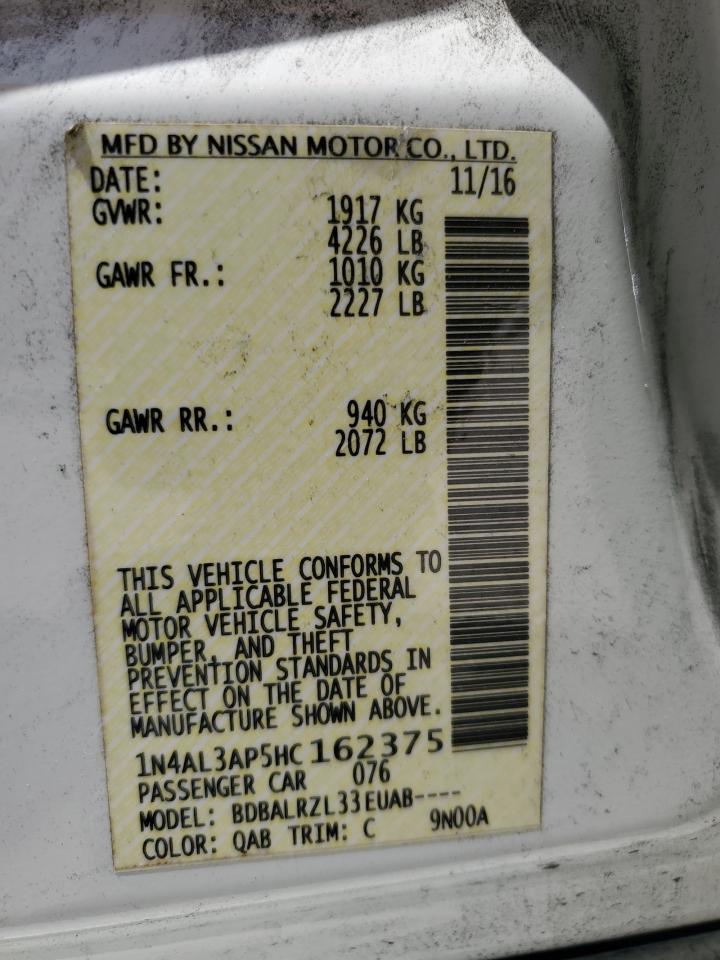 MFD BY NISSAN MOTOR CO., LTD.
DATE: 11/16
GVWR: 1917 KG
4226 LB
GAWR FR.: 1010 KG
2227 LB
GAWR RR.: 940 KG
2072 LB
THIS VEHICLE CONFORMS TO
ALL APPLICABLE FEDERAL
MOTOR VEHICLE SAFETY,
BUMPER, AND THEFT
PREVENTION STANDARDS IN
EFFECT ON THE DATE OF
MANUFACTURE SHOWN ABOVE.
1N4AL3AP5HC162375
PASSENGER CAR 076
MODEL: BDBALRZL33EUAB----
COLOR: QAB TRIM: C 9N00A